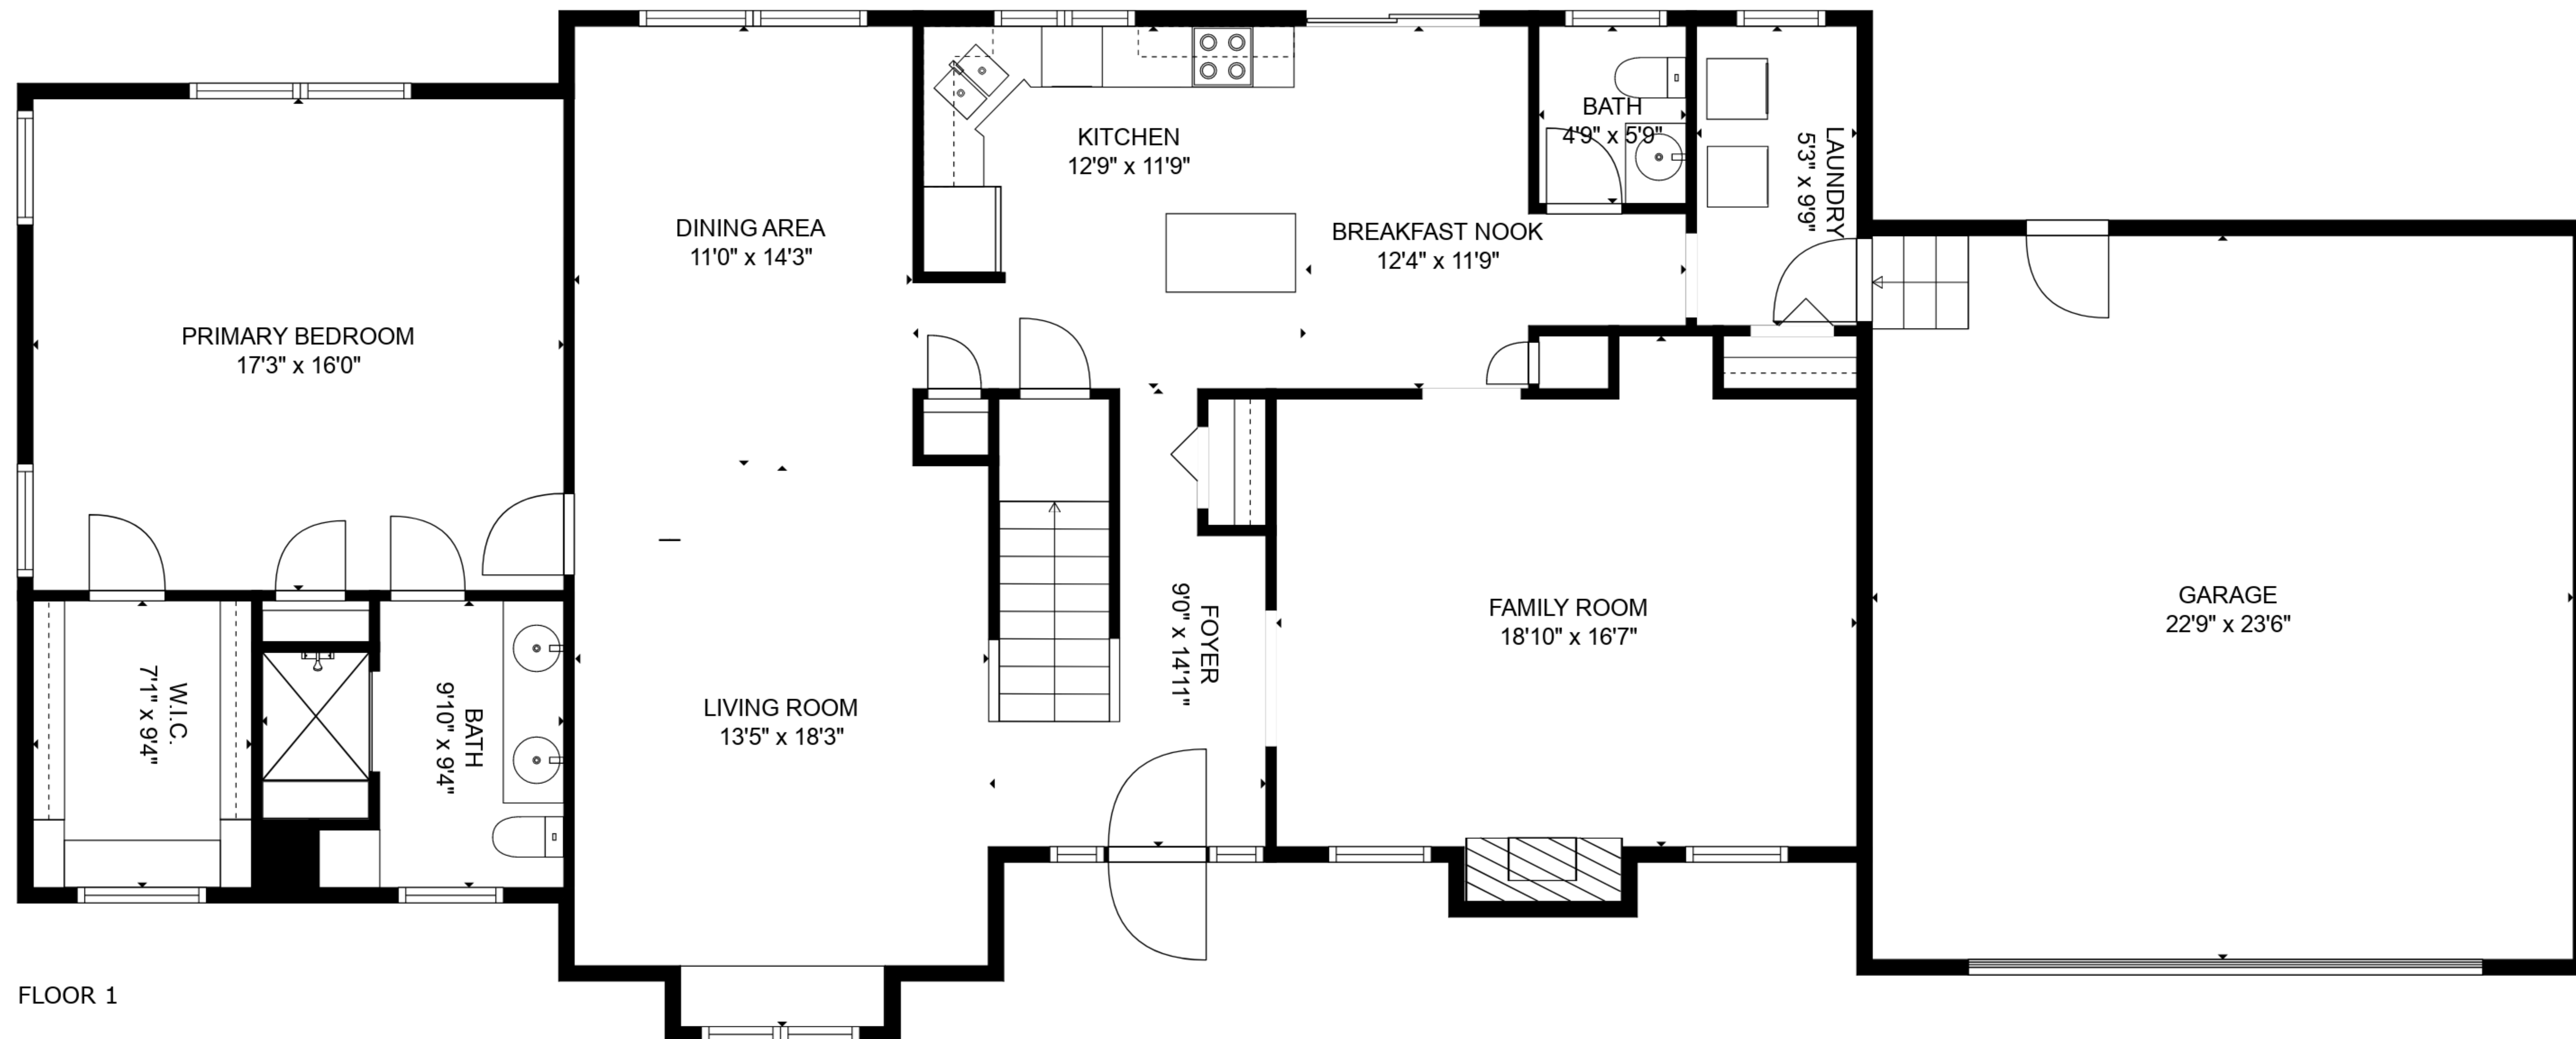 PRIMARY BEDROOM
17'3" x 16'0"
DINING AREA
11'0" x 14'3"
KITCHEN
12'9" x 11'9"
BREAKFAST NOOK
12'4" x 11'9"
BATH
4'9" x 5'9"
LAUNDRY
5'3" x 9'9"
W.I.C.
7'1" x 9'4"
BATH
9'10" x 9'4"
LIVING ROOM
13'5" x 18'3"
FOYER
9'0" x 14'11"
FAMILY ROOM
18'10" x 16'7"
GARAGE
22'9" x 23'6"
FLOOR 1